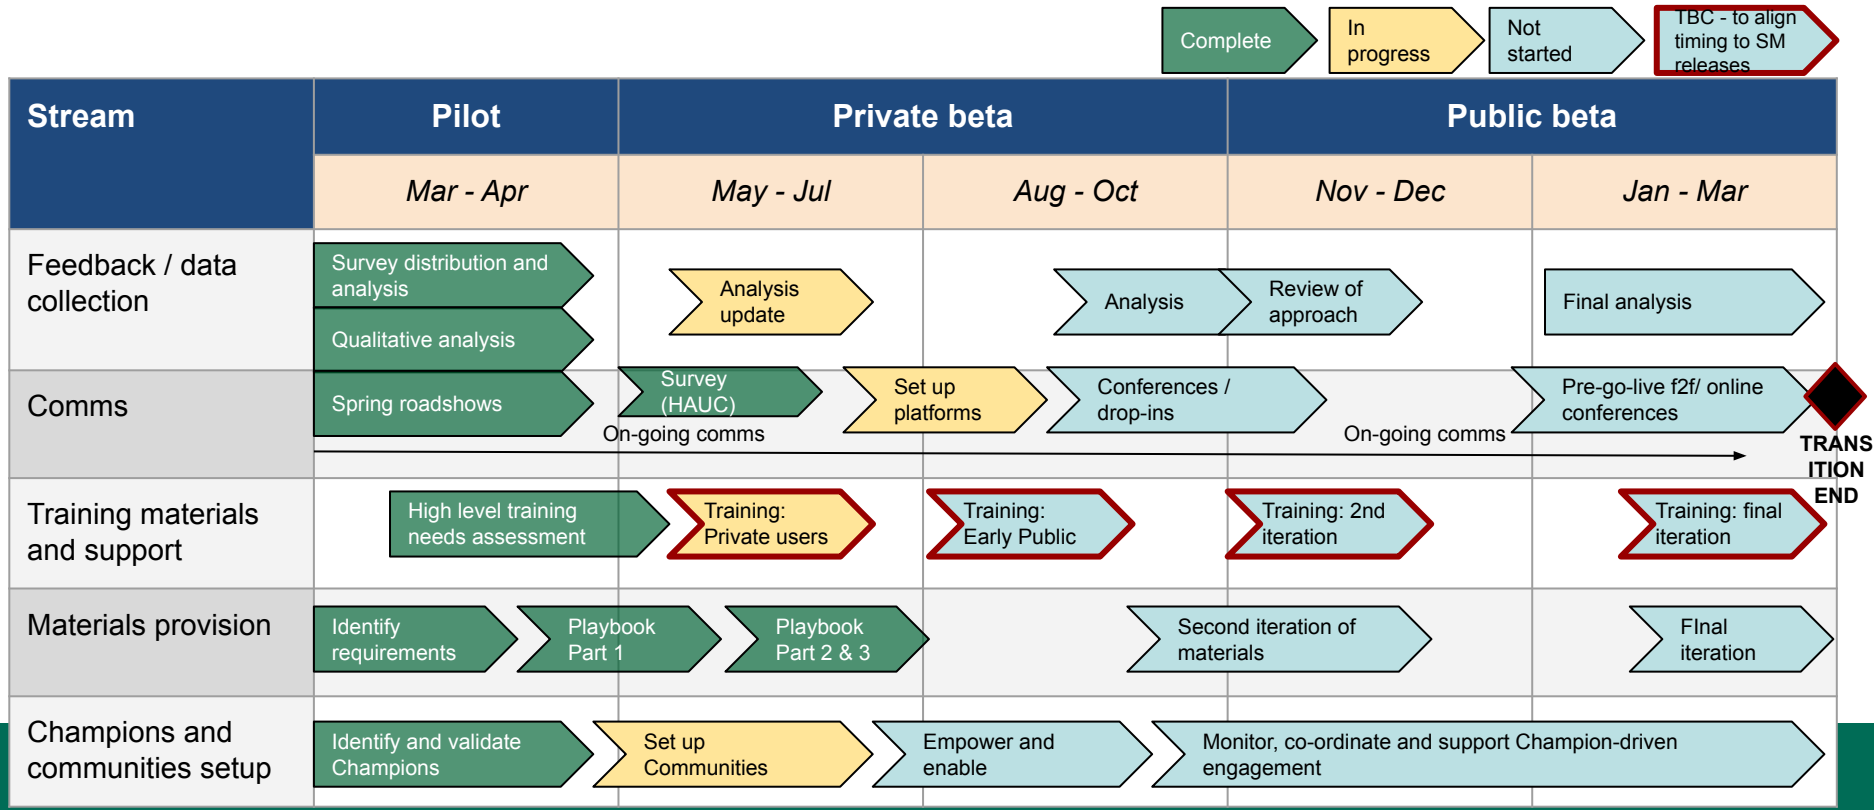 Complete
In
progress
Not
started
TBC - to align
timing to SM
releases
Stream
Pilot
Private beta
Public beta
Mar - Apr
May - Jul
Aug - Oct
Nov - Dec
Jan - Mar
Feedback / data
collection
Survey distribution and
analysis
Qualitative analysis
Analysis
update
Analysis
Review of
approach
Final analysis
Comms
Spring roadshows
Survey
(HAUC)
Set up
platforms
Conferences /
drop-ins
Pre-go-live f2f/ online
conferences
On-going comms
On-going comms
TRANS
ITION
END
Training materials
and support
High level training
needs assessment
Training:
Private users
Training:
Early Public
Training: 2nd
iteration
Training: final
iteration
Materials provision
Identify
requirements
Playbook
Part 1
Playbook
Part 2 & 3
Second iteration of
materials
FInal
iteration
Champions and
communities setup
Identify and validate
Champions
Set up
Communities
Empower and
enable
Monitor, co-ordinate and support Champion-driven
engagement